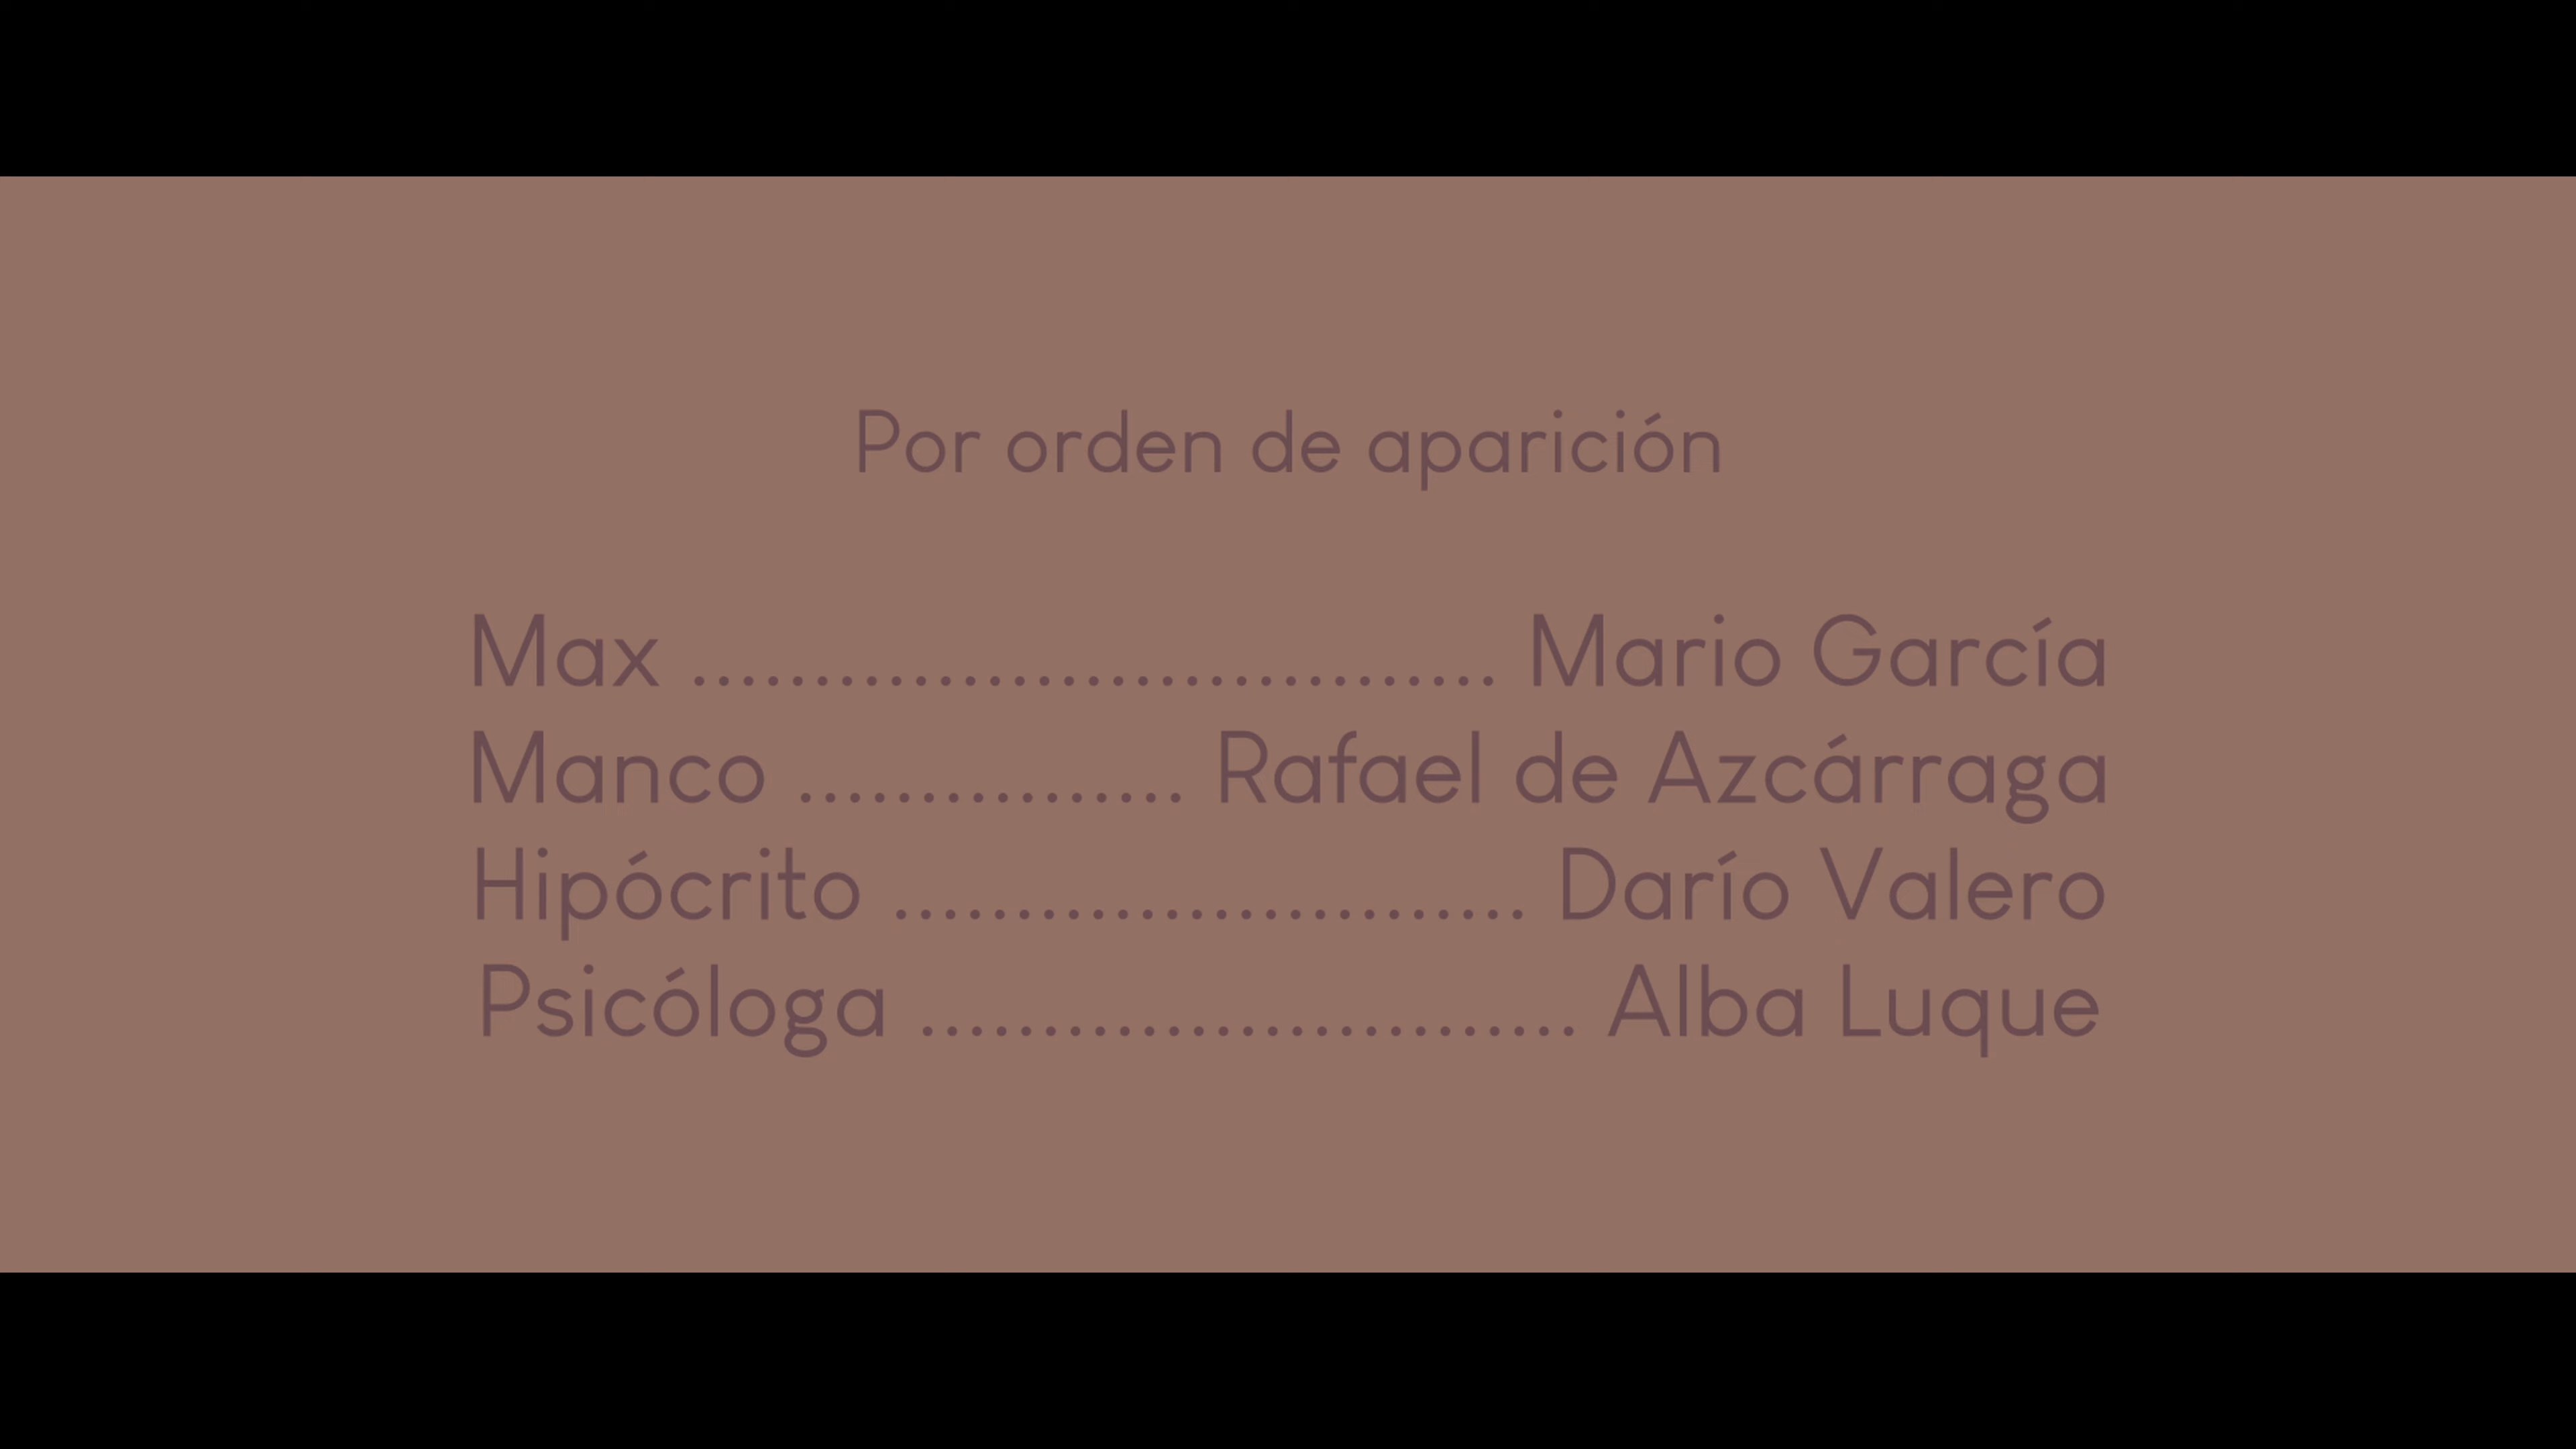 Por orden de aparición
Max ................................. Mario García
Manco ................ Rafael de Azcárraga
Hipócrito .......................... Darío Valero
Psicóloga ........................... Alba Luque